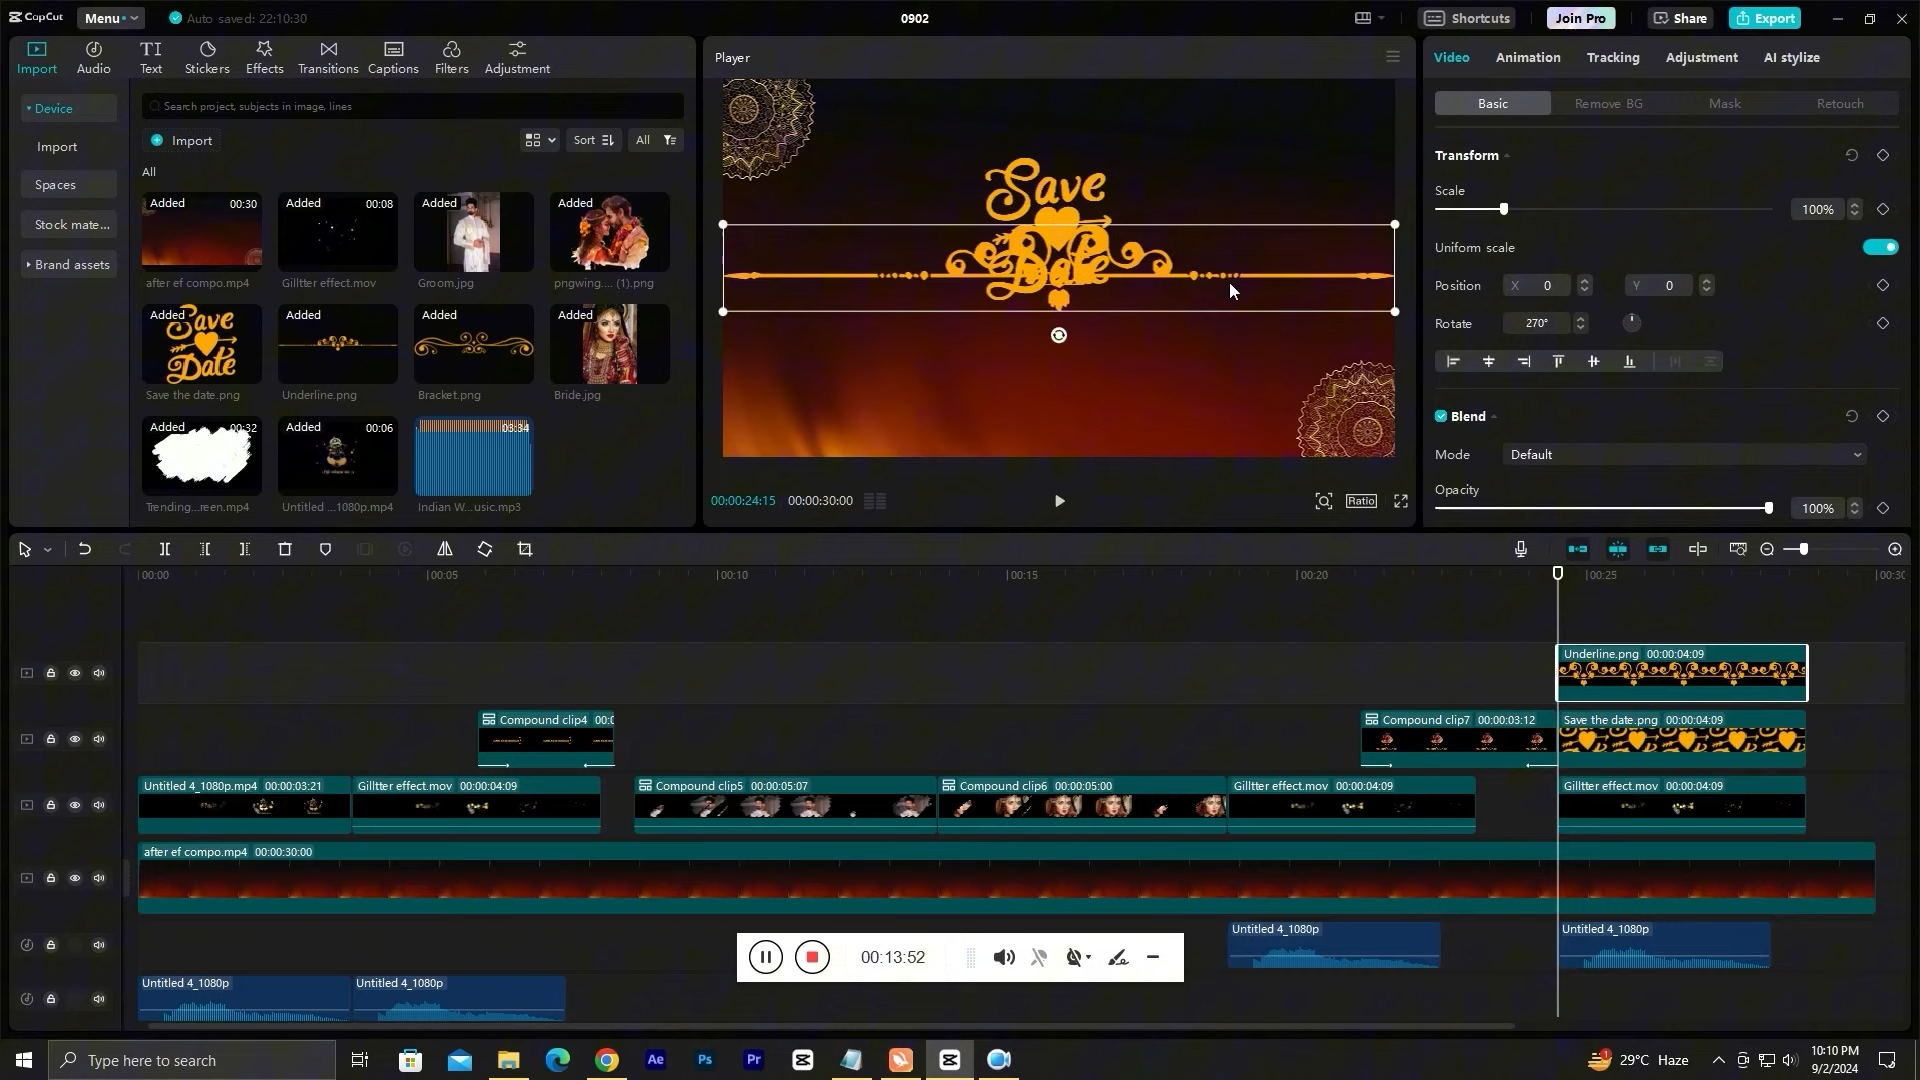 CapCut
Menu
Auto saved: 22:10:30
0902
Shortcuts
Join Pro
Share
Export
Import
Audio
TI
Text
Stickers
Effects
Transitions
Captions
Filters
Adjustment
Device
Import
Spaces
Stock mate...
Brand assets
Search project, subjects in image, lines
Import
Sort
All
All
Added 00:30
after ef compo.mp4
Added 00:08
Gilltter effect.mov
Added
Groom.jpg
Added
pngwing.... (1).png
Added
Save Date
Save the date.png
Added
Underline.png
Added
Bracket.png
Added
Bride.jpg
Added 00:32
Trending...reen.mp4
Added 00:06
Untitled ...1080p.mp4
03:34
Indian W...usic.mp3
Player
Save
Date
00:00:24:15 00:00:30:00
Ratio
Video
Animation
Tracking
Adjustment
AI stylize
Basic
Remove BG
Mask
Retouch
Transform
Scale
100%
Uniform scale
Position X 0 Y 0
Rotate 270°
Blend
Mode Default
Opacity
100%
00:00
00:05
00:10
00:15
00:20
00:25
00:30
Underline.png 00:00:04:09
Compound clip4
Compound clip7 00:00:03:12
Save the date.png 00:00:04:09
Untitled 4_1080p.mp4 00:00:03:21
Gilltter effect.mov 00:00:04:09
Compound clip5 00:00:05:07
Compound clip6 00:00:05:00
Gilltter effect.mov 00:00:04:09
Gilltter effect.mov 00:00:04:09
after ef compo.mp4 00:00:30:00
Untitled 4_1080p
Untitled 4_1080p
00:13:52
Untitled 4_1080p
Untitled 4_1080p
Type here to search
Ae
Ps
Pr
1
29°C Haze
10:10 PM
9/2/2024